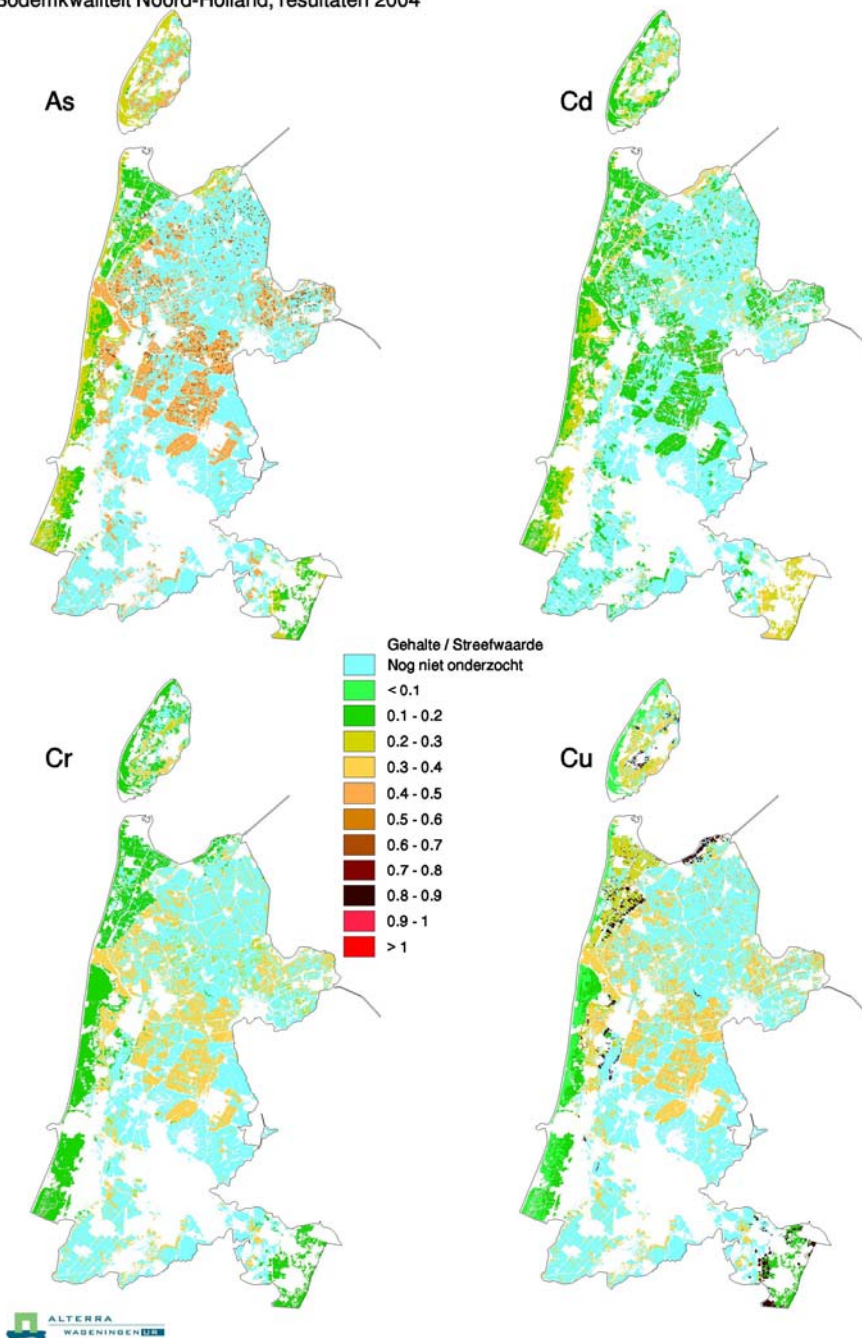 Bodemkwaliteit Noord-Holland, resultaten 2004
As
Cd
Gehalte / Streefwaarde
Nog niet onderzocht
< 0.1
0.1 - 0.2
0.2 - 0.3
0.3 - 0.4
0.4 - 0.5
0.5 - 0.6
0.6 - 0.7
0.7 - 0.8
0.8 - 0.9
0.9 - 1
> 1
Cr
Cu
ALTERRA
WAGENINGEN UR